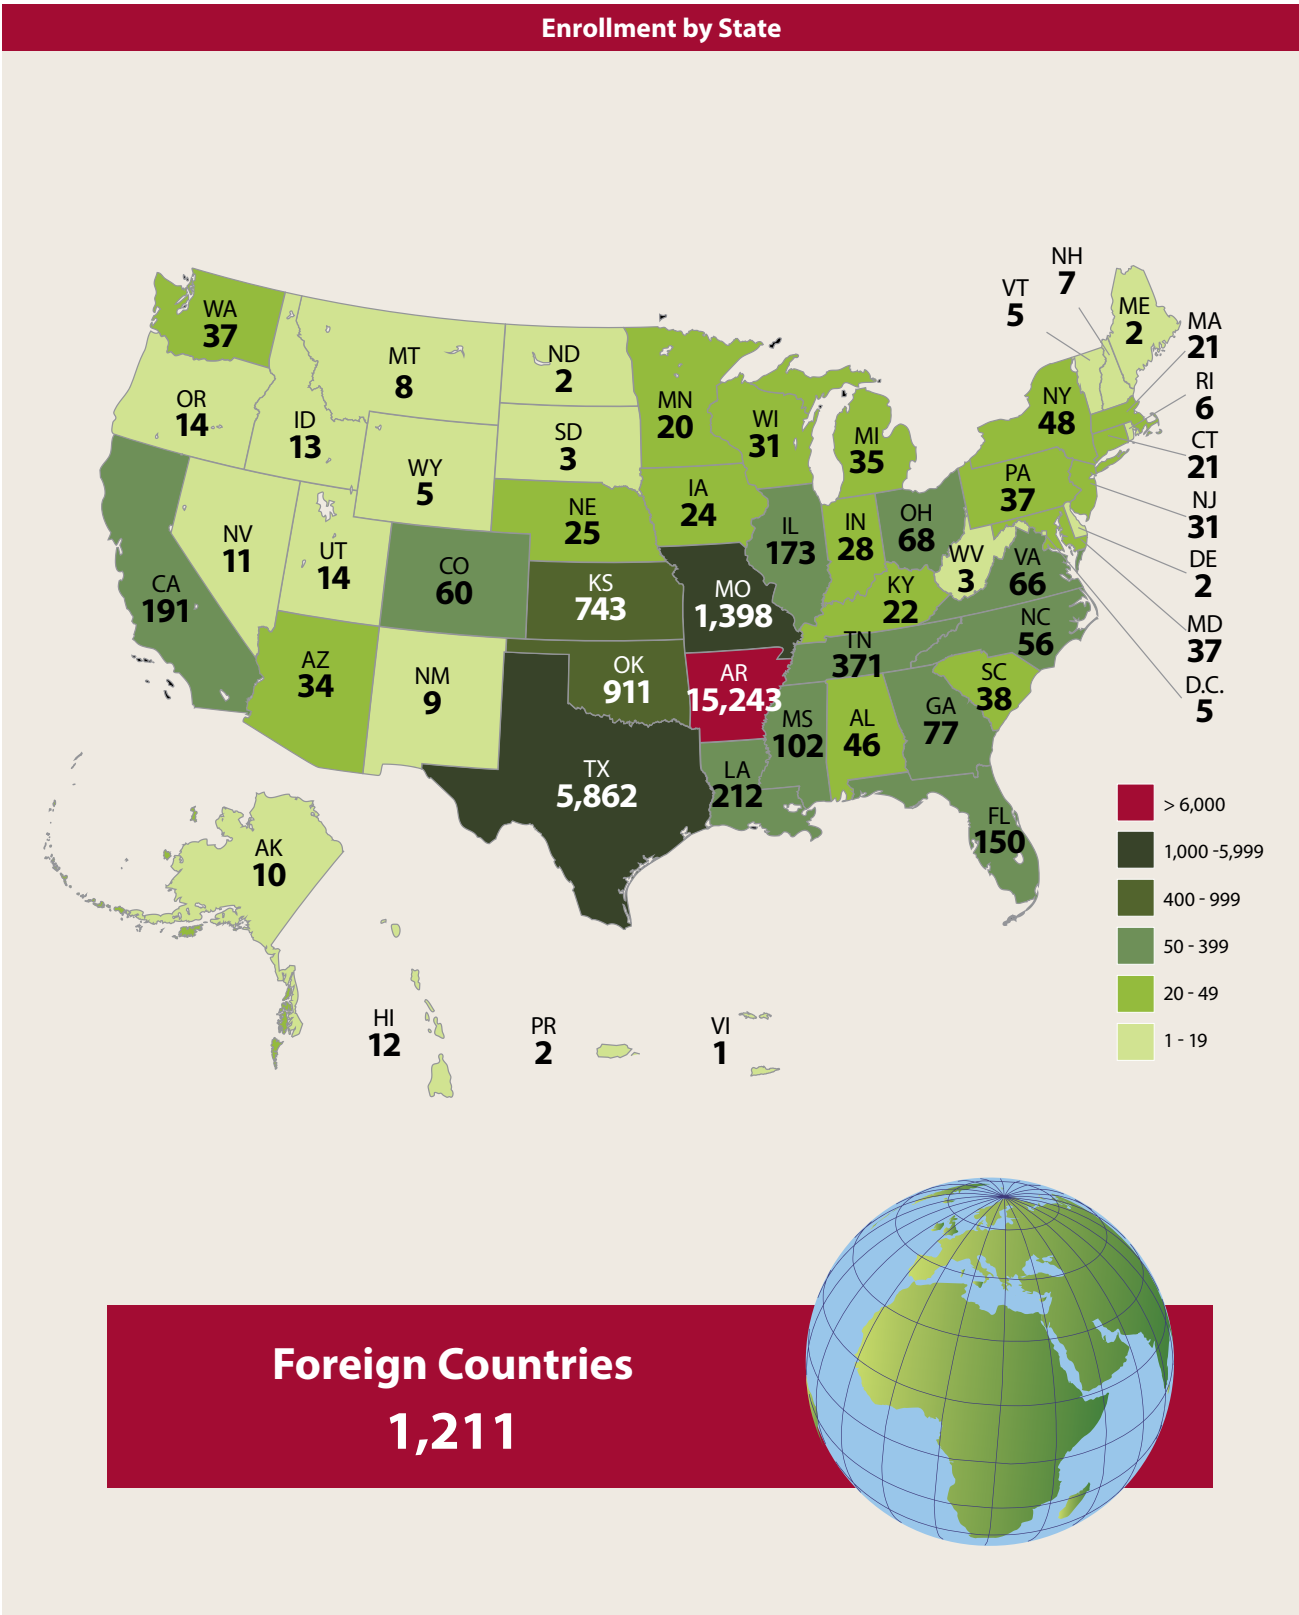 Enrollment by State
NH
7
VT
5
ME
2
MA
21
RI
6
CT
21
NJ
31
DE
2
MD
37
D.C.
5
WA
37
MT
8
ND
2
MN
20
OR
14
ID
13
SD
3
WI
31
MI
35
NY
48
WY
5
PA
37
NE
25
IA
24
NV
11
UT
14
CO
60
IL
173
IN
28
OH
68
WV
3
VA
66
CA
191
KS
743
MO
1,398
KY
22
NC
56
TN
371
AZ
34
NM
9
OK
911
AR
15,243
SC
38
MS
102
AL
46
GA
77
TX
5,862
LA
212
FL
150
AK
10
HI
12
PR
2
VI
1
> 6,000
1,000 -5,999
400 - 999
50 - 399
20 - 49
1 - 19
Foreign Countries
1,211